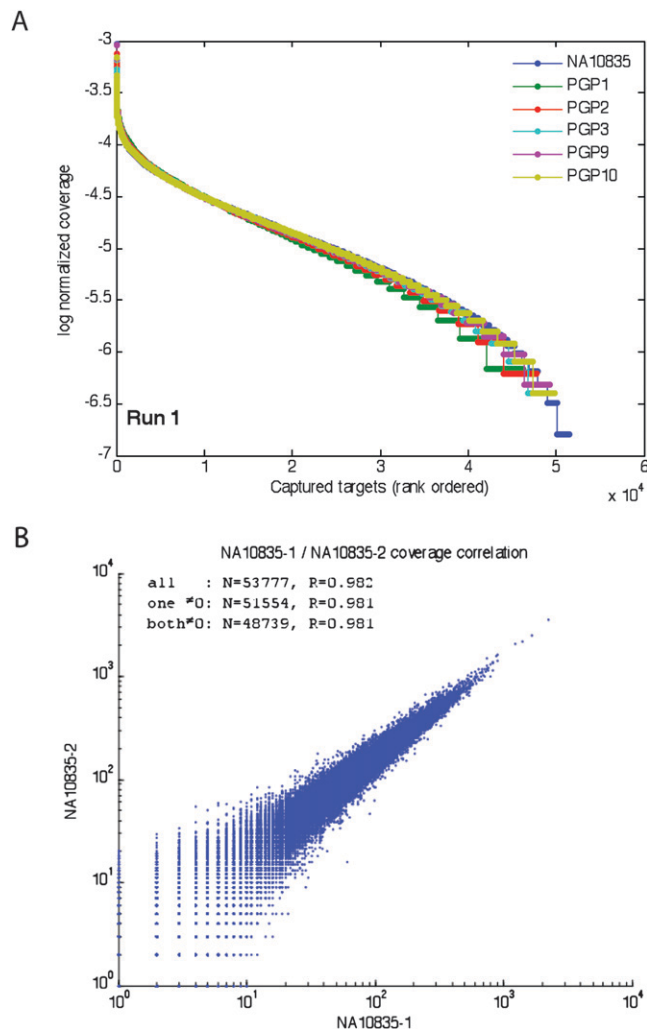 A
-3
-3.5
-4
-4.5
-5
-5.5
-6
-6.5
-7
log normalized coverage
NA10835
PGP1
PGP2
PGP3
PGP9
PGP10
Run 1
0 1 2 3 4 5 6
Captured targets (rank ordered)
x 10^4
B
NA10835-1 / NA10835-2 coverage correlation
all : N=53777, R=0.982
one ≠0: N=51554, R=0.981
both≠0: N=48739, R=0.981
10^4
10^3
10^2
10^1
10^0
NA10835-2
10^0 10^1 10^2 10^3 10^4
NA10835-1